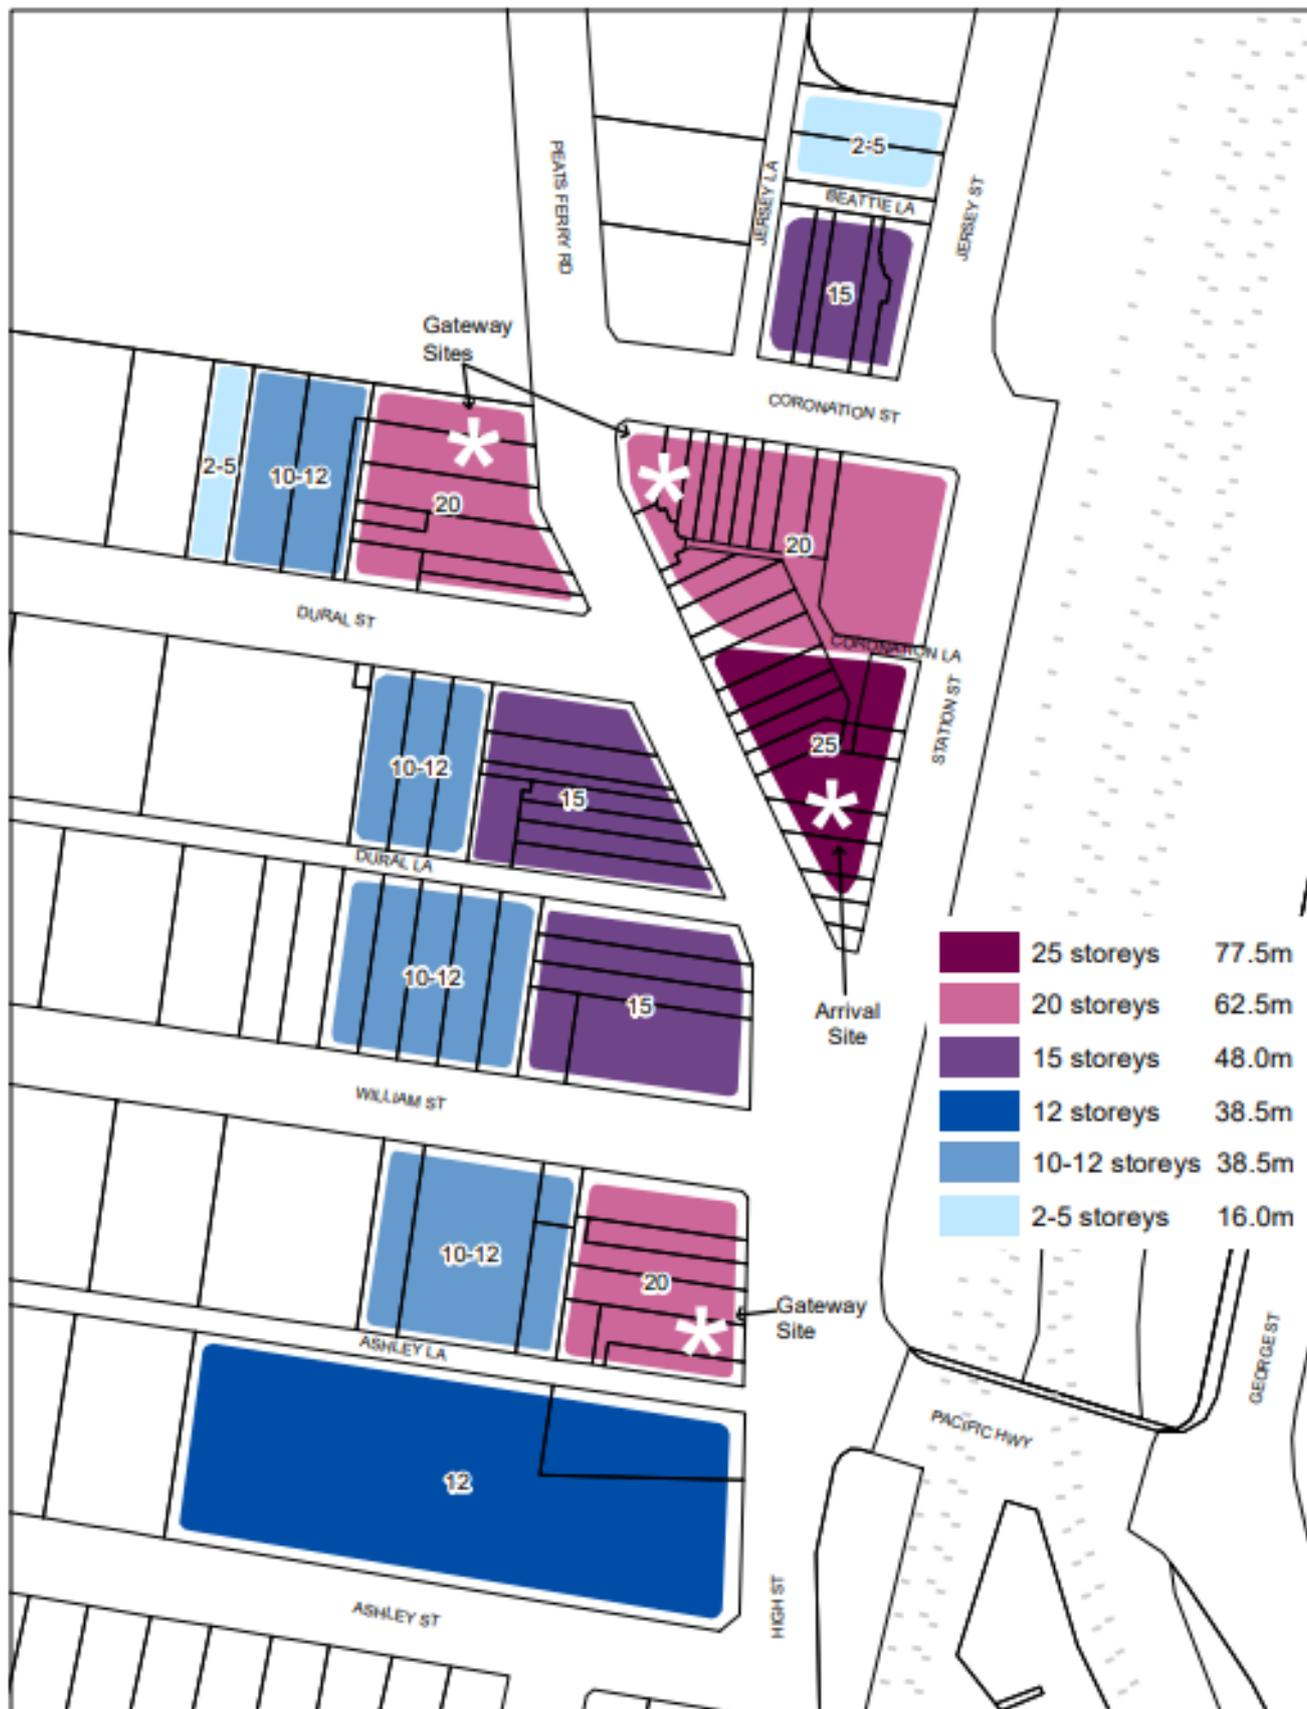 2-5
BEATTIE LA
JERSEY LA
JERSEY ST
PEATS FERRY RD
15
Gateway
Sites
CORONATION ST
2-5
10-12
20
20
DURAL ST
CORONATION LA
STATION ST
25
10-12
15
DURAL LA
10-12
15
Arrival
Site
25 storeys 77.5m
20 storeys 62.5m
15 storeys 48.0m
12 storeys 38.5m
10-12 storeys 38.5m
2-5 storeys 16.0m
WILLIAM ST
10-12
20
Gateway
Site
ASHLEY LA
GEORGE ST
PACIFIC HWY
12
HIGH ST
ASHLEY ST